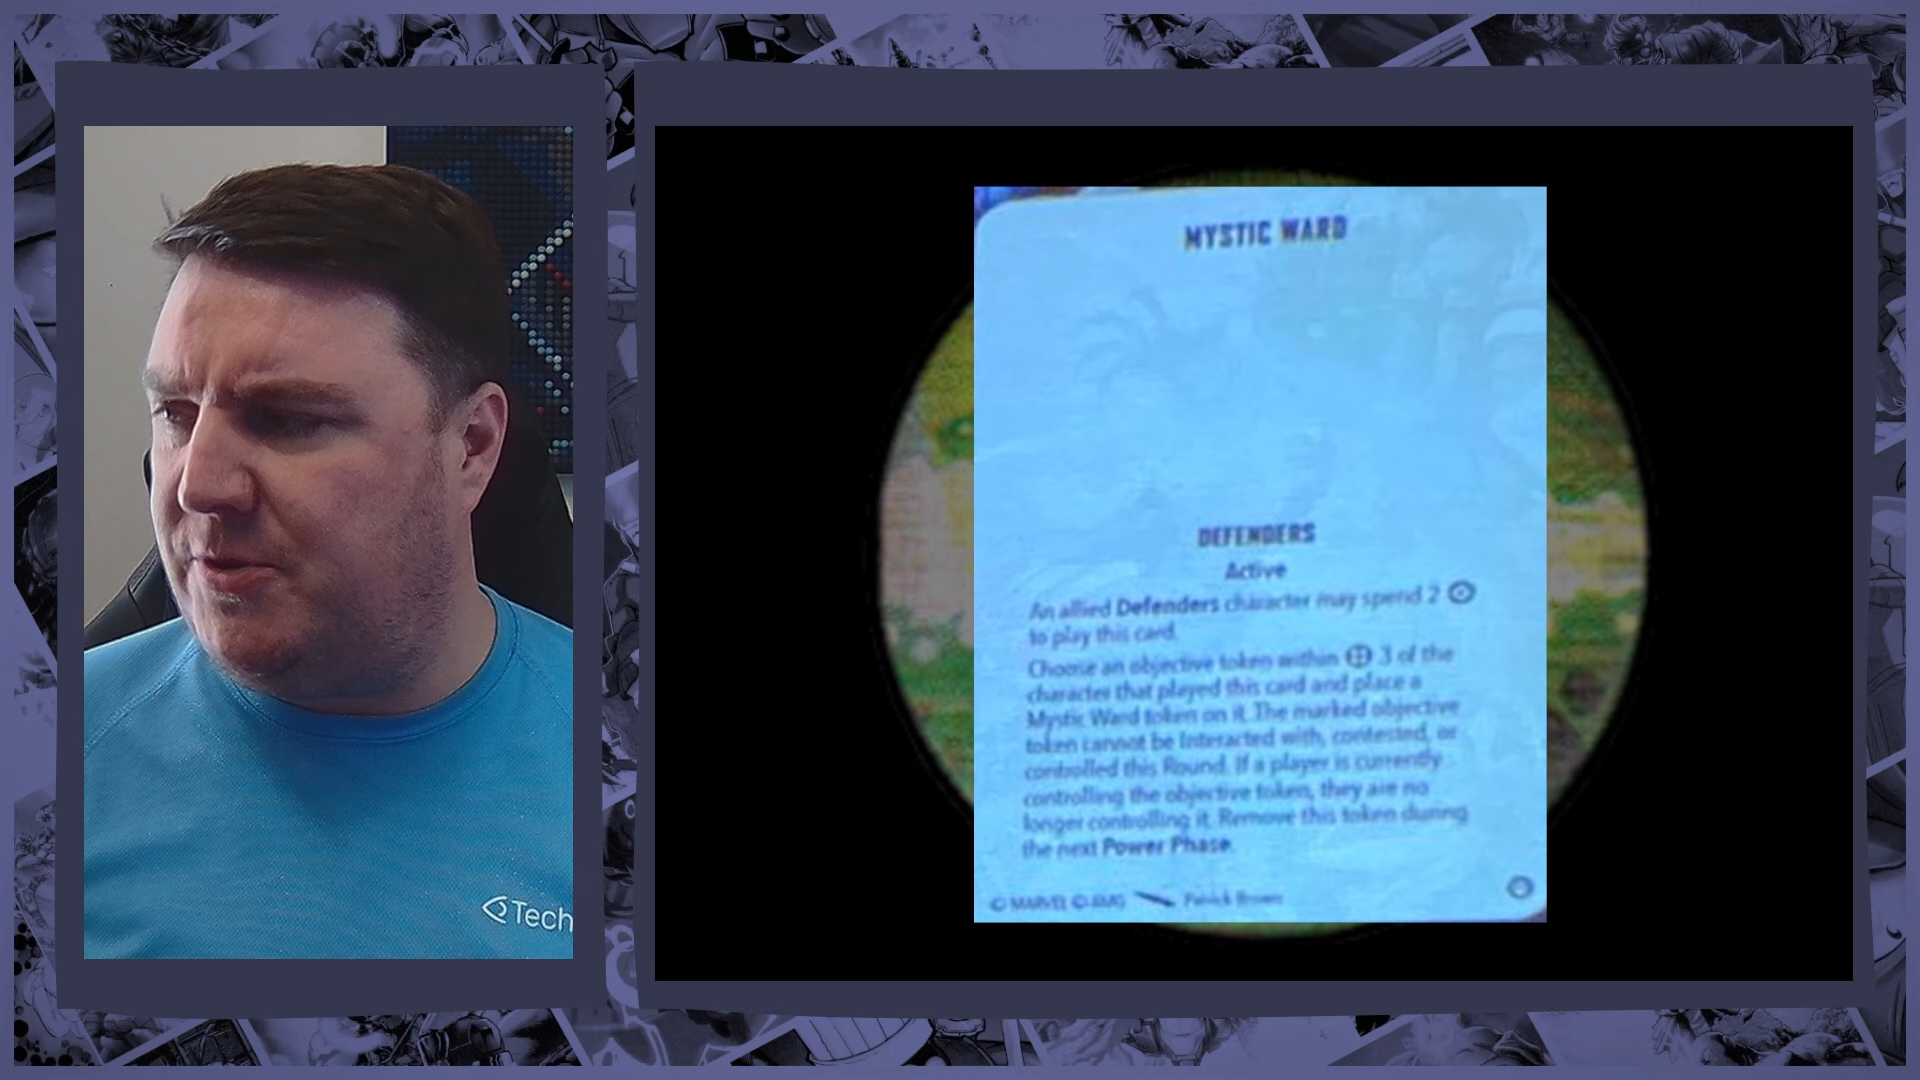 Tech
MYSTIC WARD
DEFENDERS
Active
An allied Defenders character may spend 2
to play this card.
Choose an objective token within 3 of the
character that played this card and place a
Mystic Ward token on it. The marked objective
token cannot be Interacted with, contested, or
controlled this Round. If a player is currently
controlling the objective token, they are no
longer controlling it. Remove this token during
the next Power Phase.
© MARVEL © AMG Patrick Brown